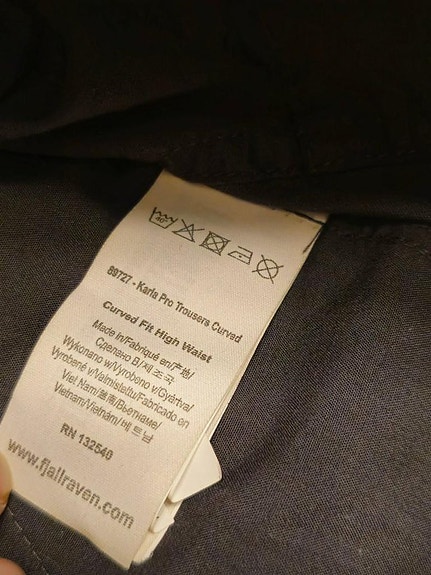 40°
89727 - Karla Pro Trousers Curved
Curved Fit High Waist
Made in/Fabriqué en/产地/
Сделано в/제조국
Wykonano w/Vyrobeno v/Gyártva/
Vyrobené v/Valmistettu/Fabricado en
Viet Nam/越南/Вьетнаме/
Vietnam/Vietnám/베트남
RN 132540
www.fjallraven.com